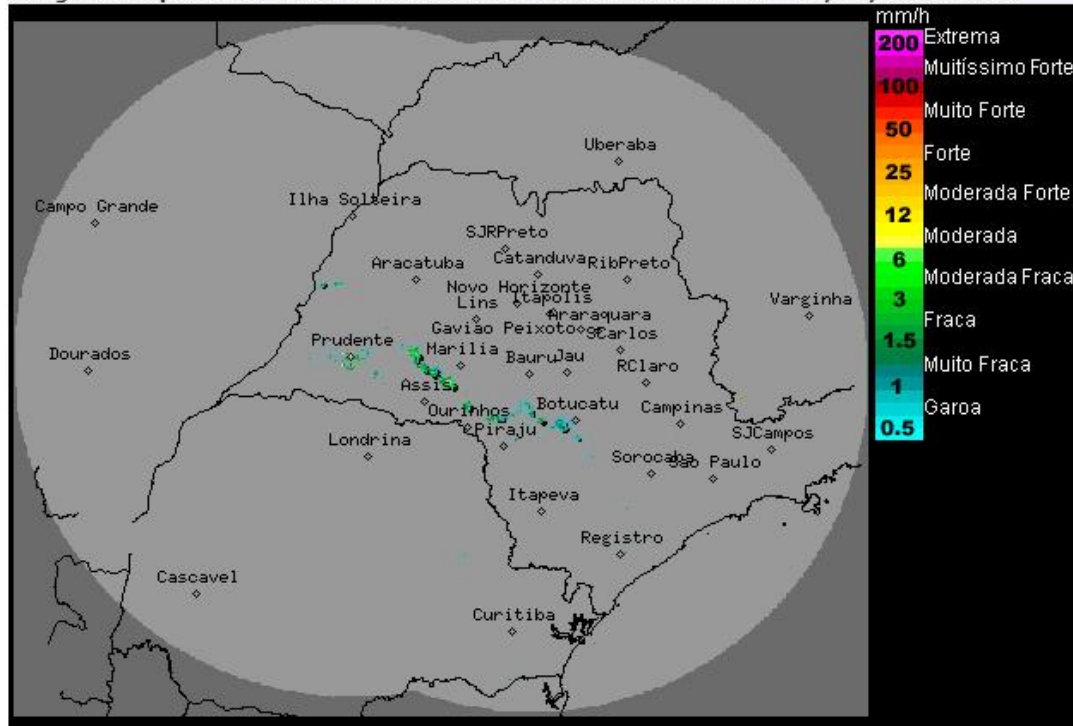 mm/h
200 Extrema
Muitíssimo Forte
100
Muito Forte
50
Forte
25
Moderada Forte
12
Moderada
6
Moderada Fraca
3
Fraca
1.5
Muito Fraca
1
Garoa
0.5
Uberaba
Ilha Solteira
Campo Grande
SJRPreto
Catanduva
Aracatuba
RibPreto
Novo Horizonte
Itapolis
Lins
Varginha
Araraquara
Gavião Peixoto
SCarlos
Prudente
Marilia
Dourados
Bauru
Jau
RClaro
Assis
Ourinhos
Botucatu
Campinas
Piraju
SJCampos
Londrina
Sorocaba
Sao Paulo
Itapeva
Registro
Cascavel
Curitiba